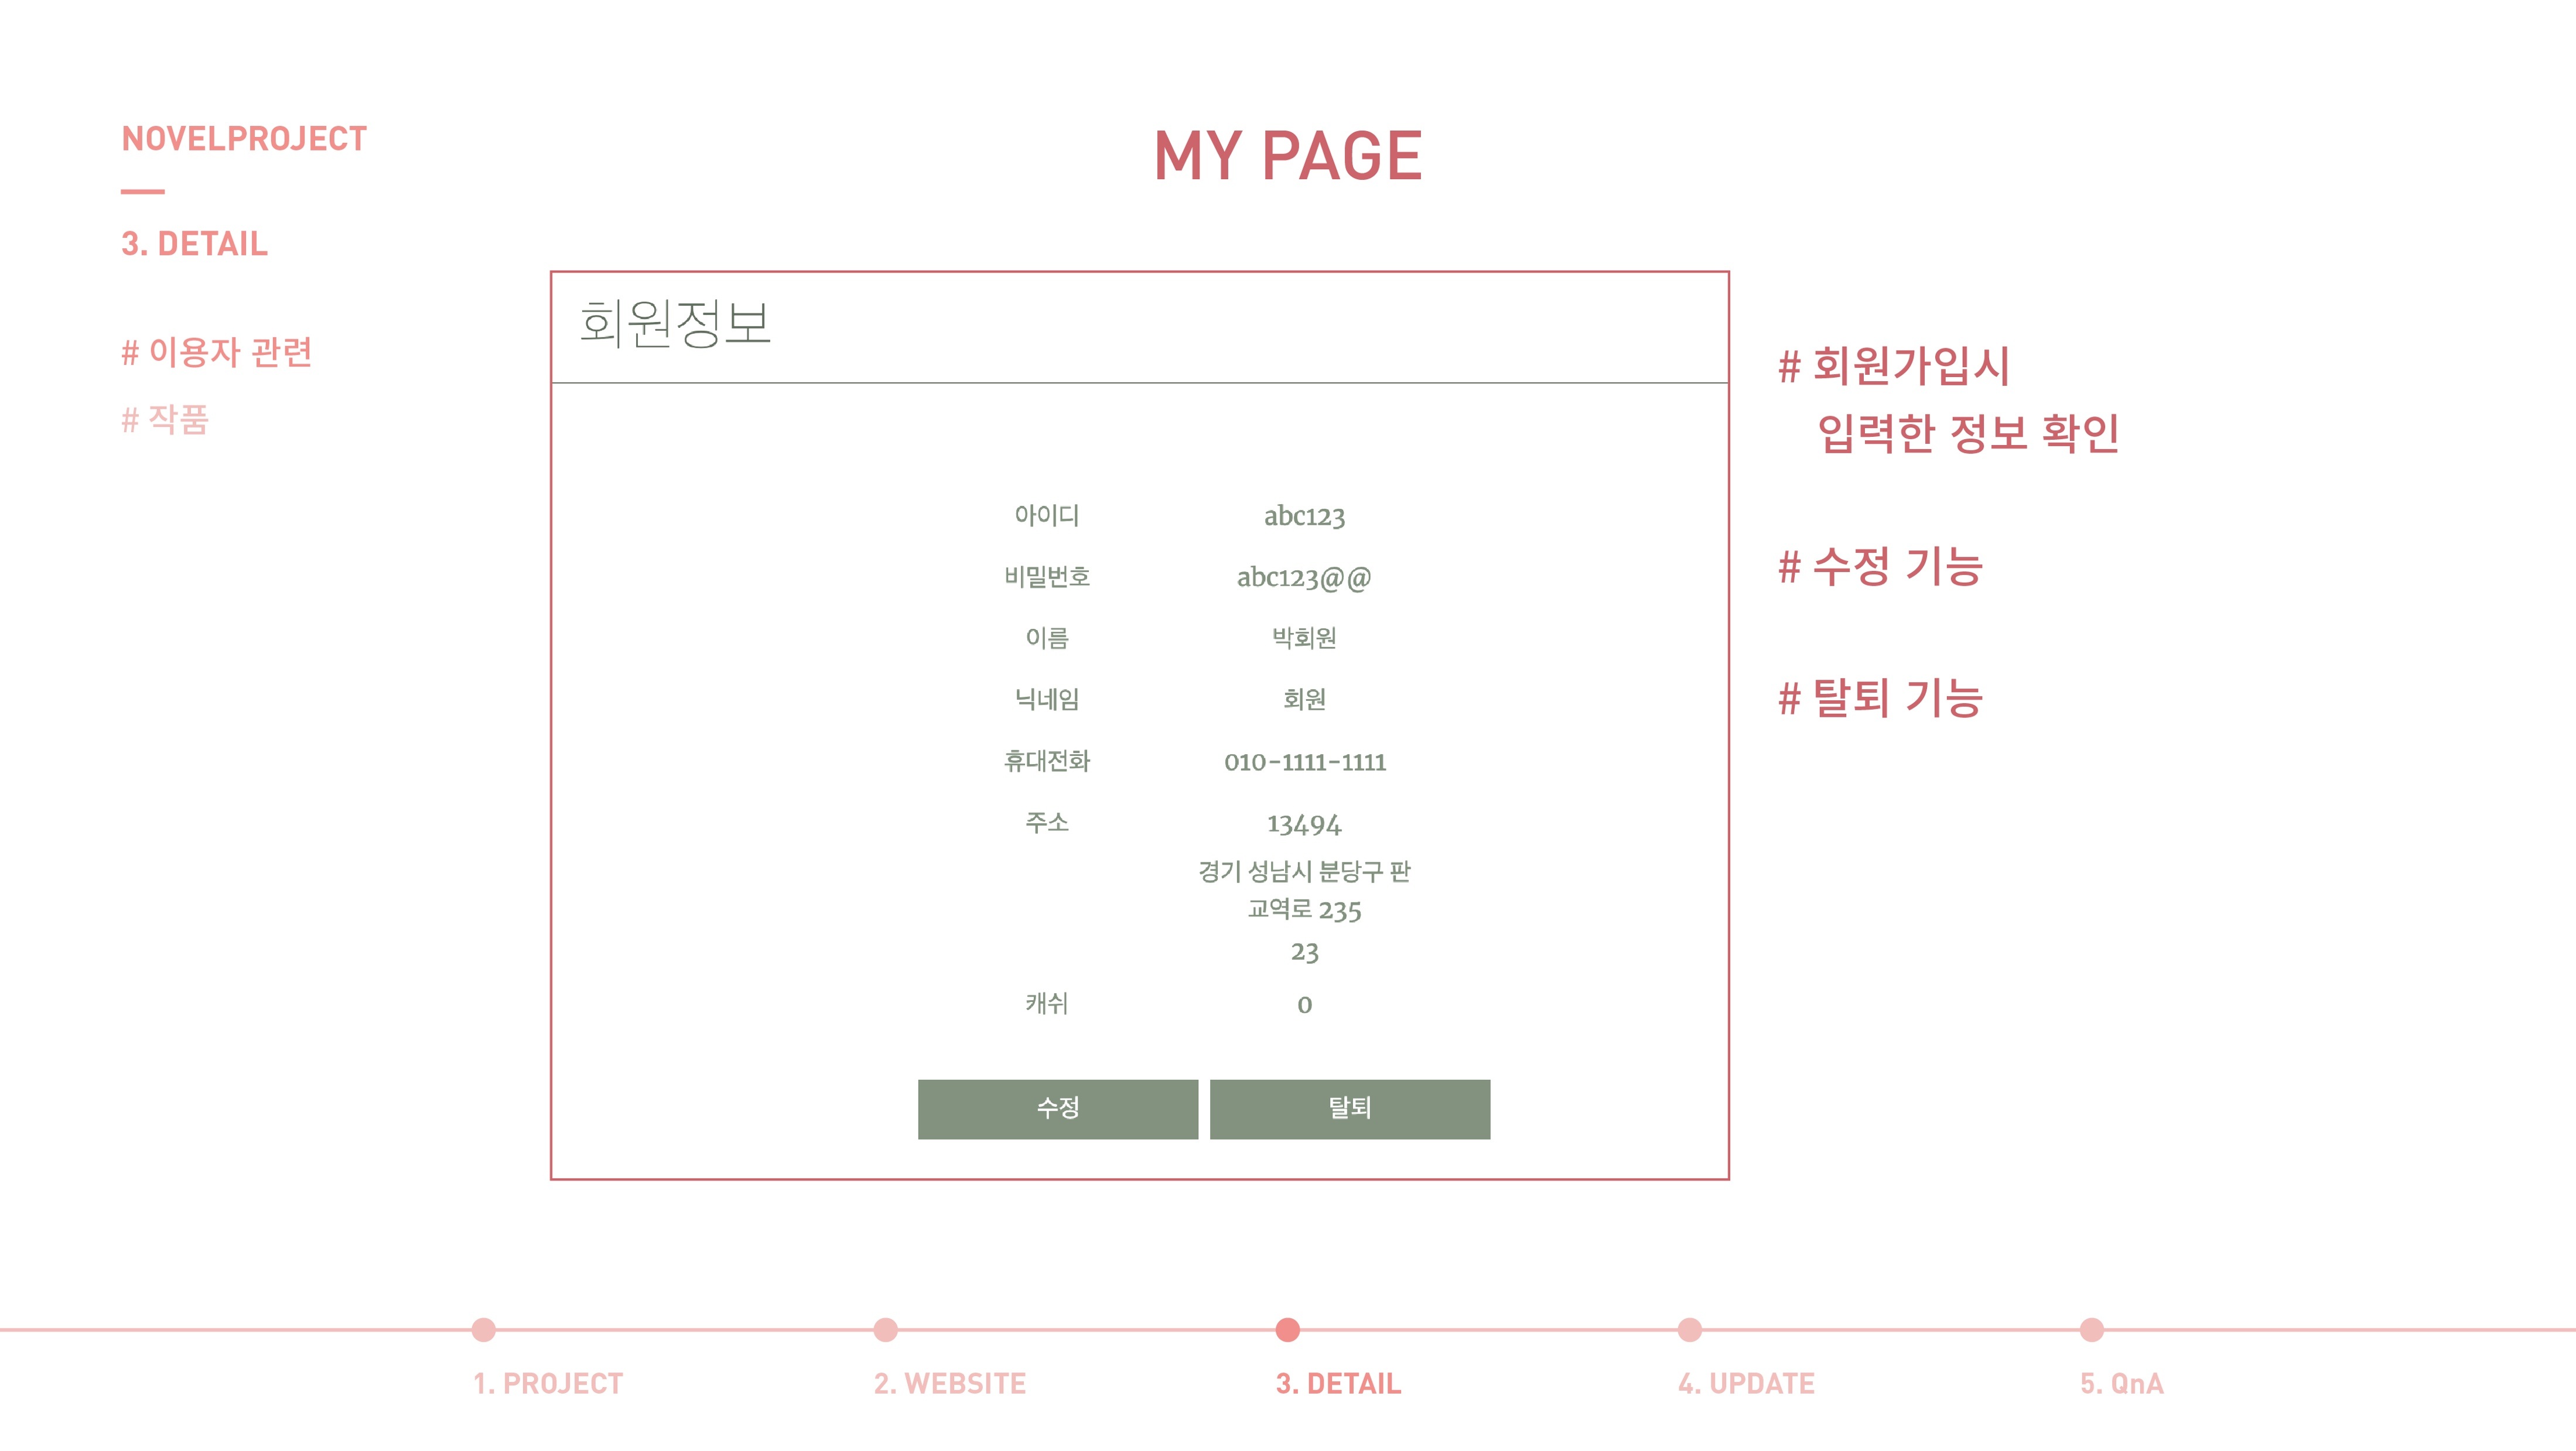 NOVELPROJECT
3. DETAIL
# 이용자 관련
# 작품
MY PAGE
회원정보
아이디 abc123
비밀번호 abc123@@
이름 박회원
닉네임 회원
휴대전화 010-1111-1111
주소 13494
경기 성남시 분당구 판
교역로 235
23
캐쉬 0
수정 탈퇴
# 회원가입시
입력한 정보 확인
# 수정 기능
# 탈퇴 기능
1. PROJECT 2. WEBSITE 3. DETAIL 4. UPDATE 5. QnA